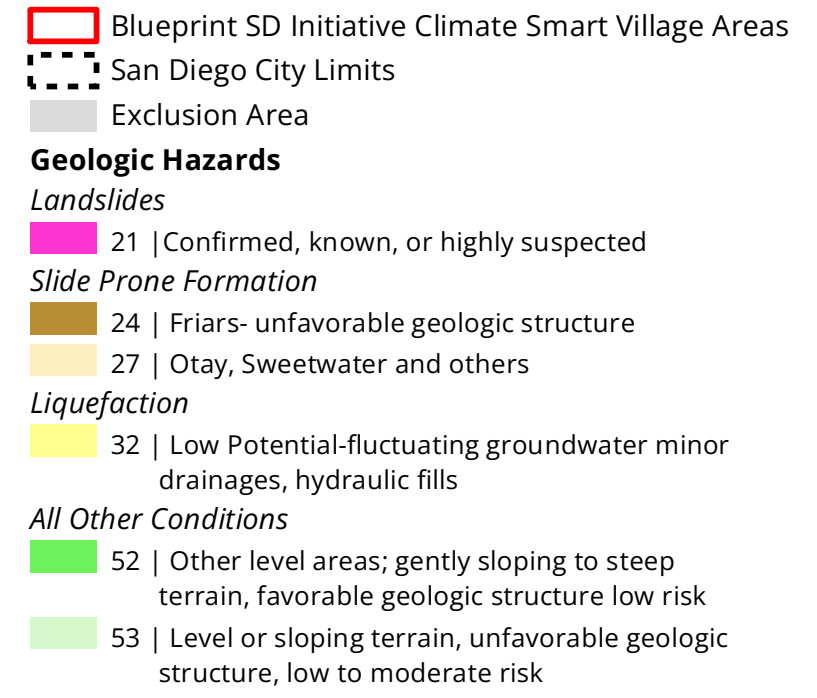 Blueprint SD Initiative Climate Smart Village Areas
San Diego City Limits
Exclusion Area
Geologic Hazards
Landslides
21 |Confirmed, known, or highly suspected
Slide Prone Formation
24 | Friars- unfavorable geologic structure
27 | Otay, Sweetwater and others
Liquefaction
32 | Low Potential-fluctuating groundwater minor
drainages, hydraulic fills
All Other Conditions
52 | Other level areas; gently sloping to steep
terrain, favorable geologic structure low risk
53 | Level or sloping terrain, unfavorable geologic
structure, low to moderate risk